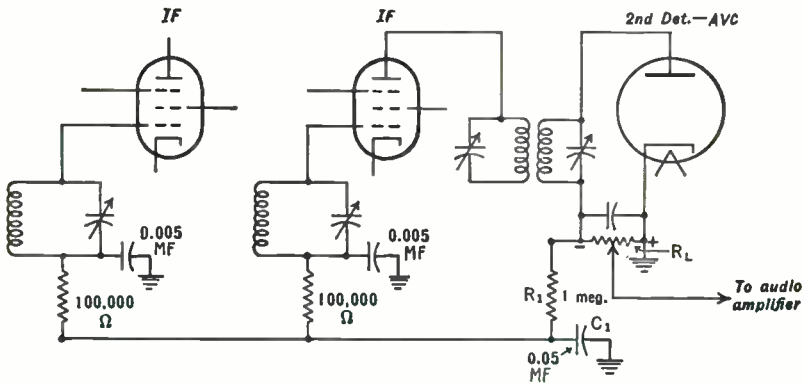 IF
IF
2nd Det.—AVC
0.005
MF
0.005
MF
100,000
Ω
100,000
Ω
R₁
1 meg.
− +
R_L
To audio
amplifier
C₁
0.05
MF